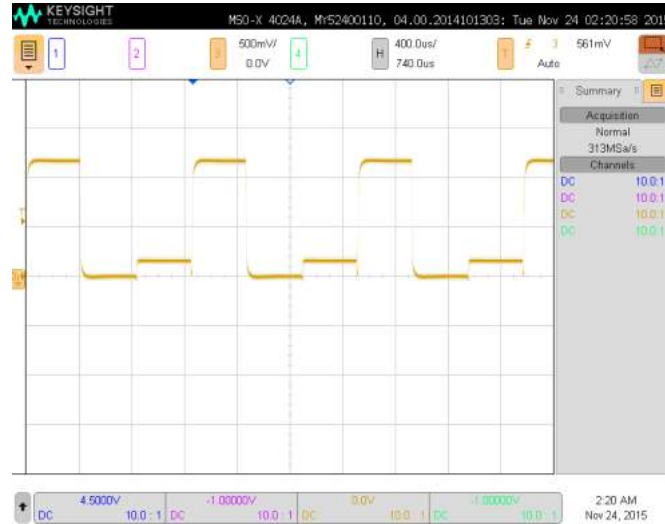 KEYSIGHT
TECHNOLOGIES
MSO-X 4024A, MY52400110, 04.00.2014101303: Tue Nov 24 02:20:58 2015
1 2 3 500mV/ 0.0V 4 H 400.0us/ 740.0us T 3 561mV Auto
Summary
Acquisition
Normal
313MSa/s
Channels
DC 10.0:1
DC 10.0:1
DC 10.0:1
DC 10.0:1
4.5000V -1.00000V 0.0V -1.00000V 2:20 AM
DC 10.0 : 1 DC 10.0 : 1 DC 10.0 : 1 DC 10.0 : 1 Nov 24, 2015